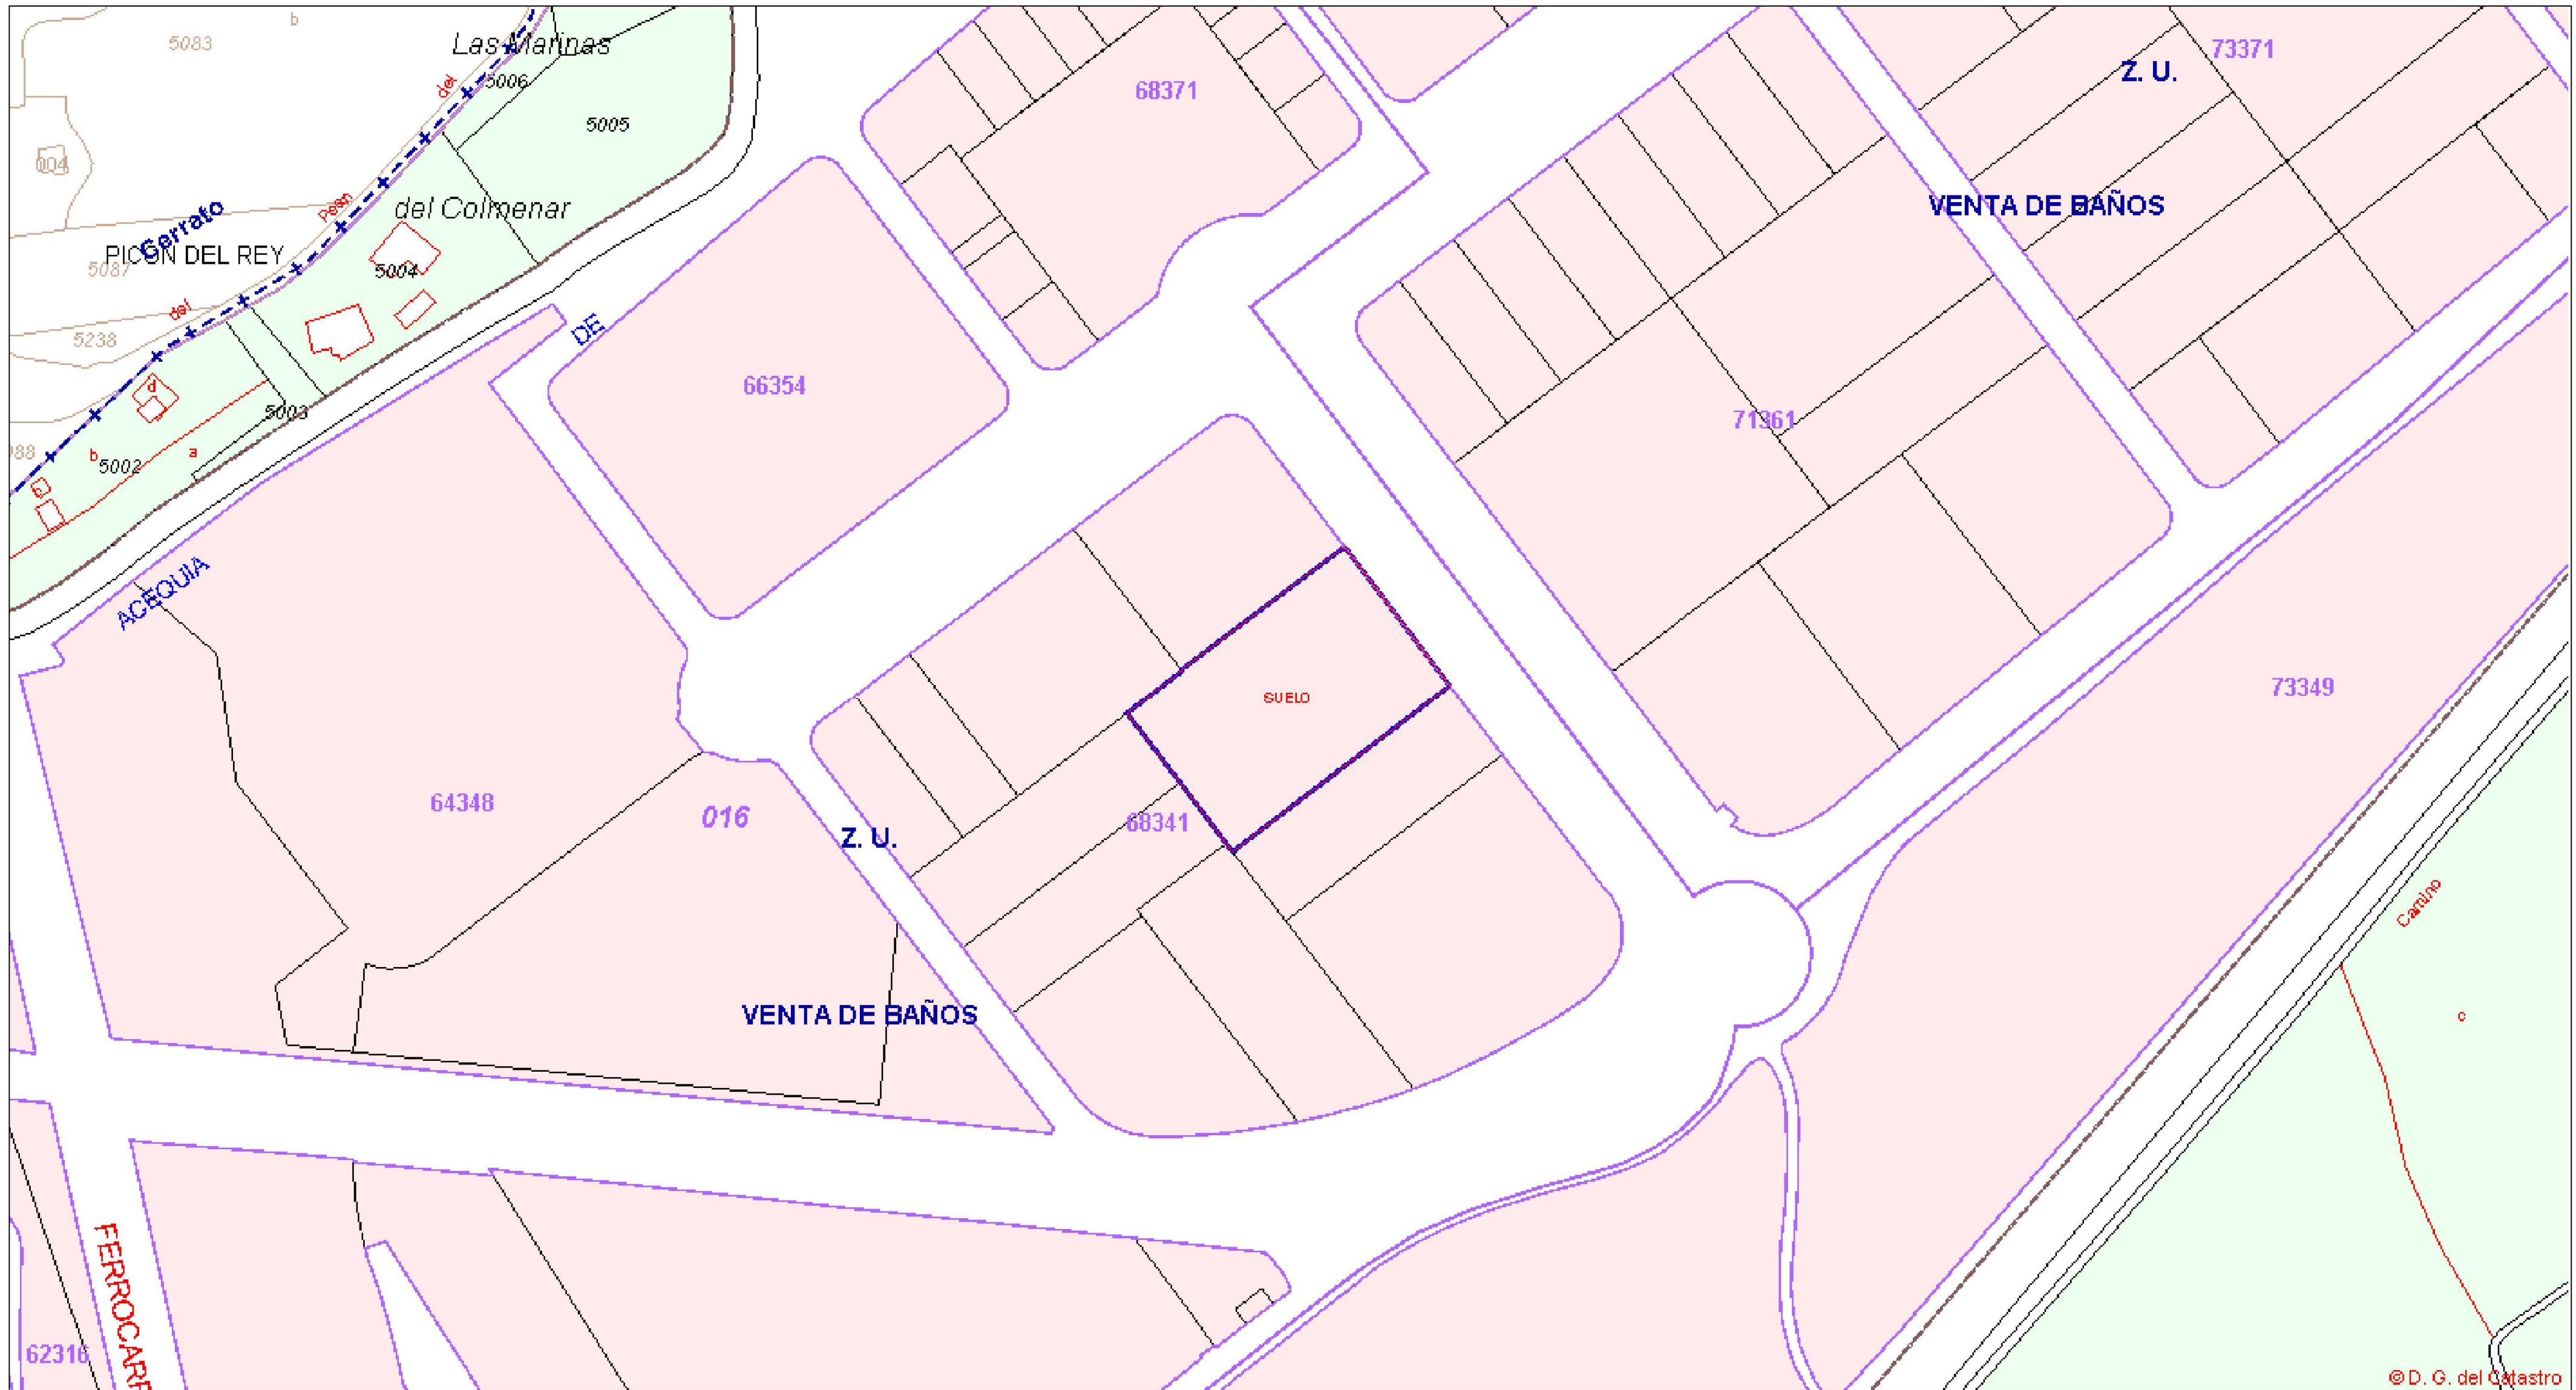 b
5083
Las Marinas
73371
Z. U.
del
5006
68371
5005
004
Peon
del Colmenar
VENTA DE BAÑOS
Cerrato
PICON DEL REY
5087
5004
del
5238
DE
d
66354
5003
71361
b
a
5002
ACEQUIA
SUELO
73349
64348
016
68341
Z. U.
Camino
VENTA DE BAÑOS
c
FERROCARR
62316
© D. G. del Catastro